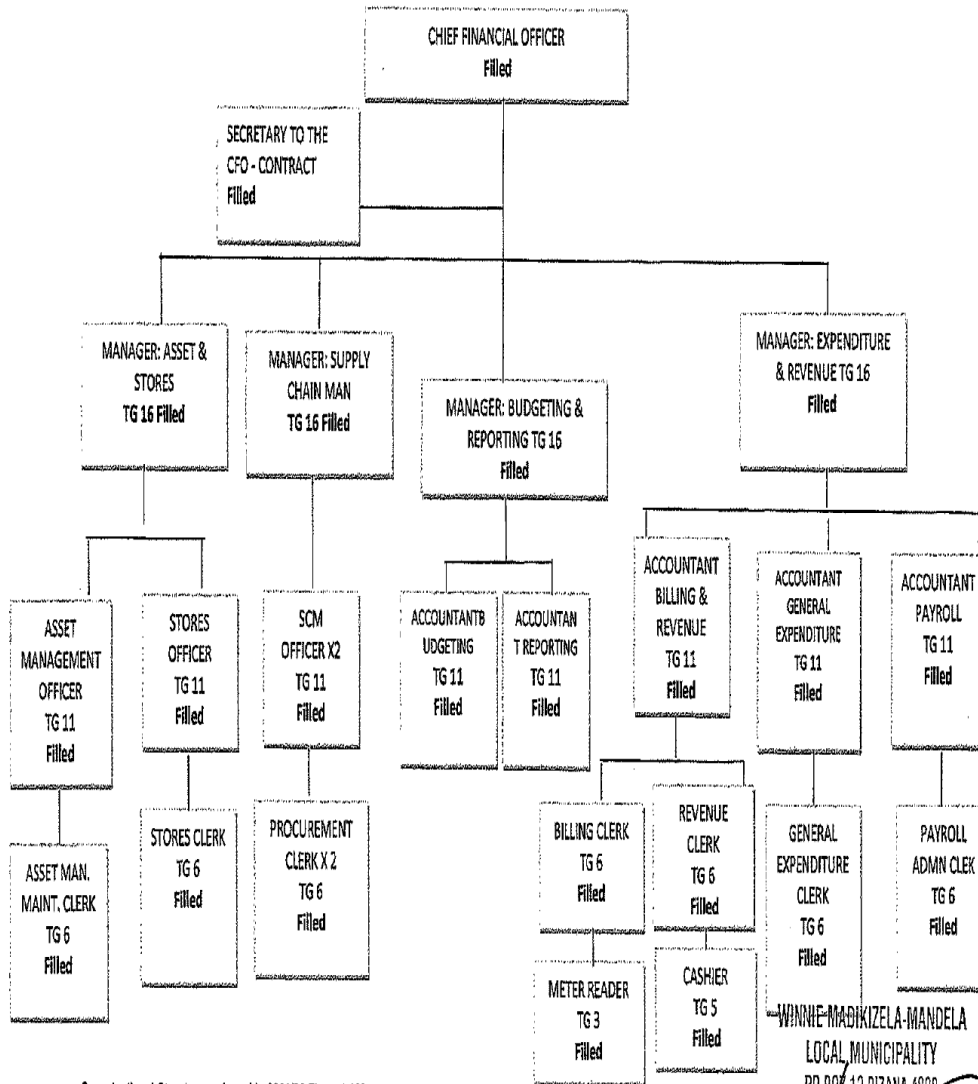 CHIEF FINANCIAL OFFICER
Filled
SECRETARY TO THE
CFO - CONTRACT
Filled
MANAGER: ASSET &
STORES
TG 16 Filled
MANAGER: SUPPLY
CHAIN MAN
TG 16 Filled
MANAGER: BUDGETING &
REPORTING TG 16
Filled
MANAGER: EXPENDITURE
& REVENUE TG 16
Filled
ASSET
MANAGEMENT
OFFICER
TG 11
Filled
STORES
OFFICER
TG 11
Filled
SCM
OFFICER X2
TG 11
Filled
ACCOUNTANTB
UDGETING
TG 11
Filled
ACCOUNTAN
T REPORTING
TG 11
Filled
ACCOUNTANT
BILLING &
REVENUE
TG 11
Filled
ACCOUNTANT
GENERAL
EXPENDITURE
TG 11
Filled
ACCOUNTANT
PAYROLL
TG 11
Filled
ASSET MAN.
MAINT. CLERK
TG 6
Filled
STORES CLERK
TG 6
Filled
PROCUREMENT
CLERK X 2
TG 6
Filled
BILLING CLERK
TG 6
Filled
REVENUE
CLERK
TG 6
Filled
GENERAL
EXPENDITURE
CLERK
TG 6
Filled
PAYROLL
ADMN CLEK
TG 6
Filled
METER READER
TG 3
Filled
CASHIER
TG 5
Filled
WINNIE MADIKIZELA-MANDELA
LOCAL MUNICIPALITY